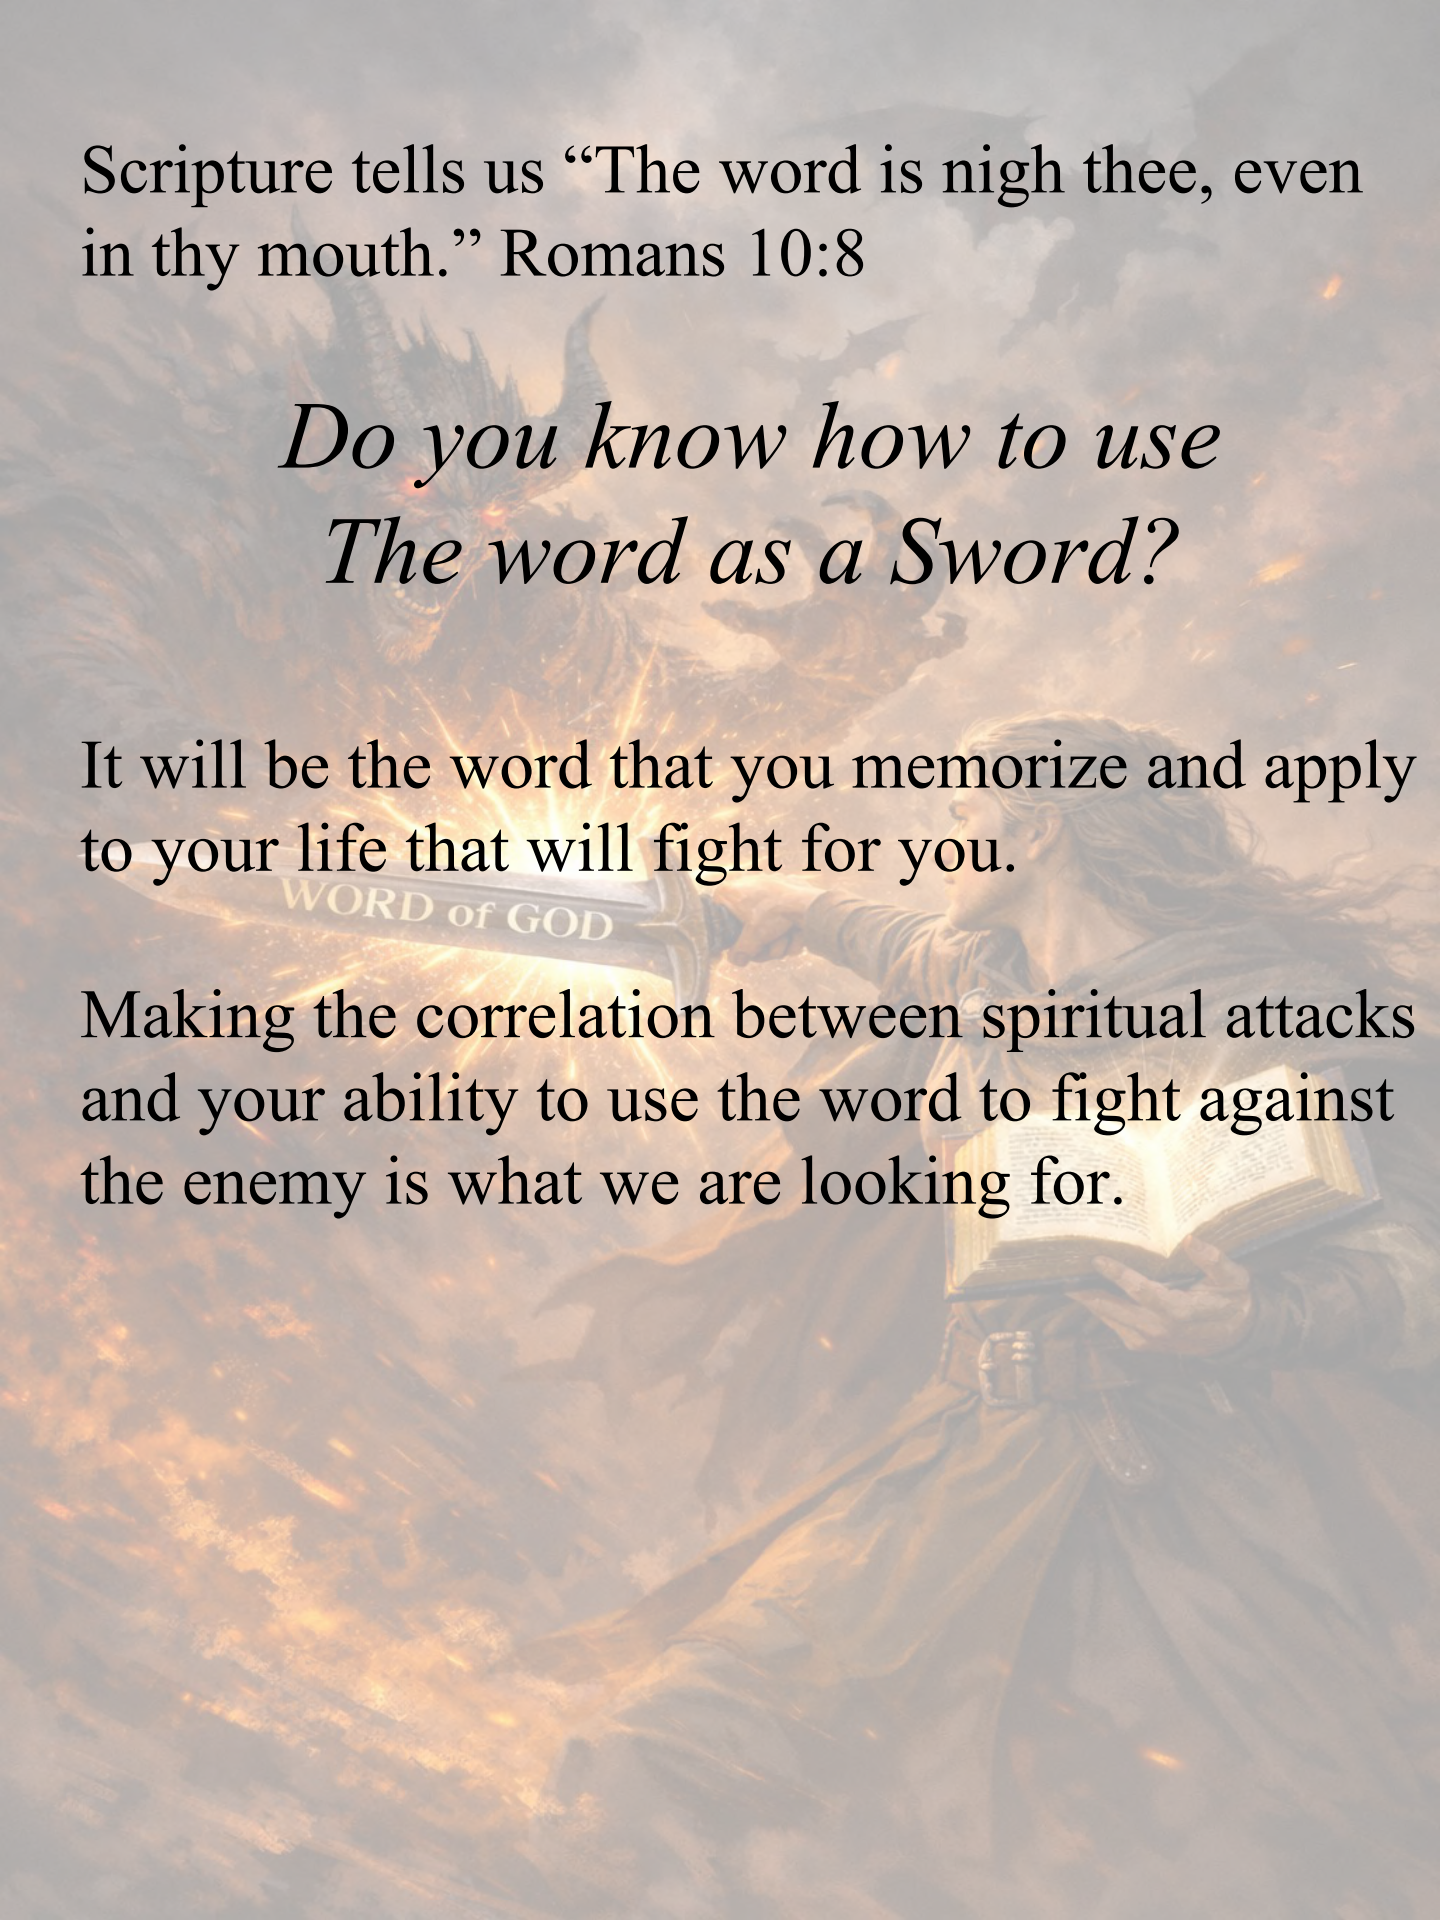 Scripture tells us “The word is nigh thee, even
in thy mouth.” Romans 10:8
Do you know how to use
The word as a Sword?
It will be the word that you memorize and apply
to your life that will fight for you.
WORD of GOD
Making the correlation between spiritual attacks
and your ability to use the word to fight against
the enemy is what we are looking for.